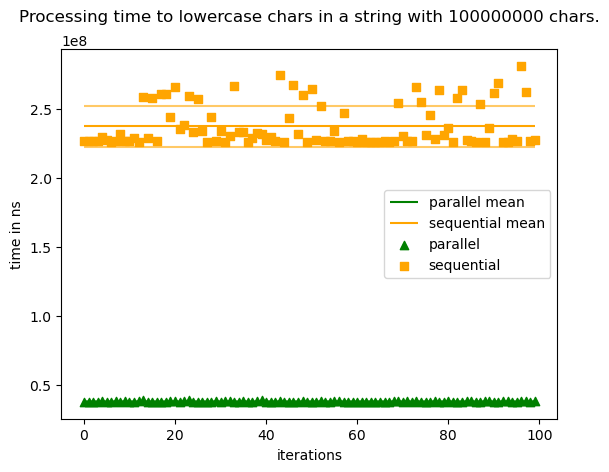 Processing time to lowercase chars in a string with 100000000 chars.
1e8
2.5
2.0
1.5
1.0
0.5
time in ns
parallel mean
sequential mean
parallel
sequential
0
20
40
60
80
100
iterations